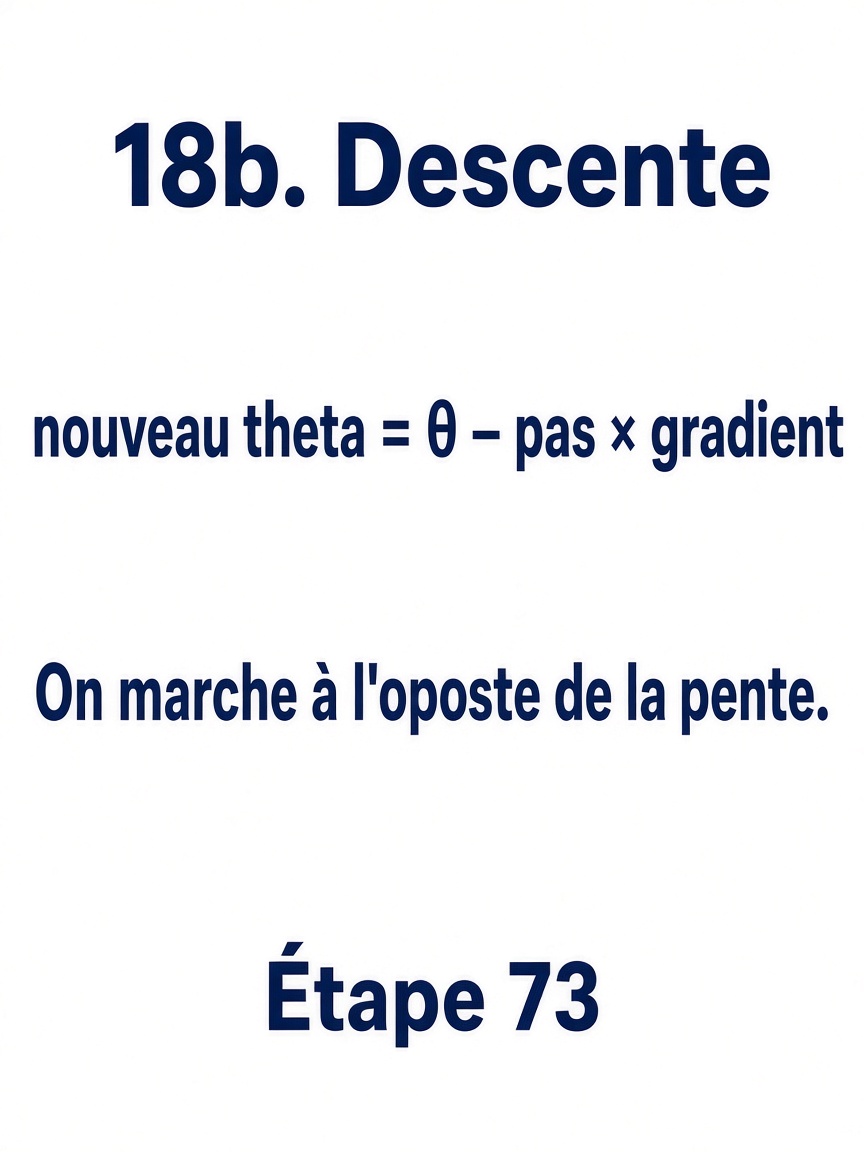 18b. Descente
nouveau theta = θ – pas × gradient
On marche à l'oposte de la pente.
Étape 73